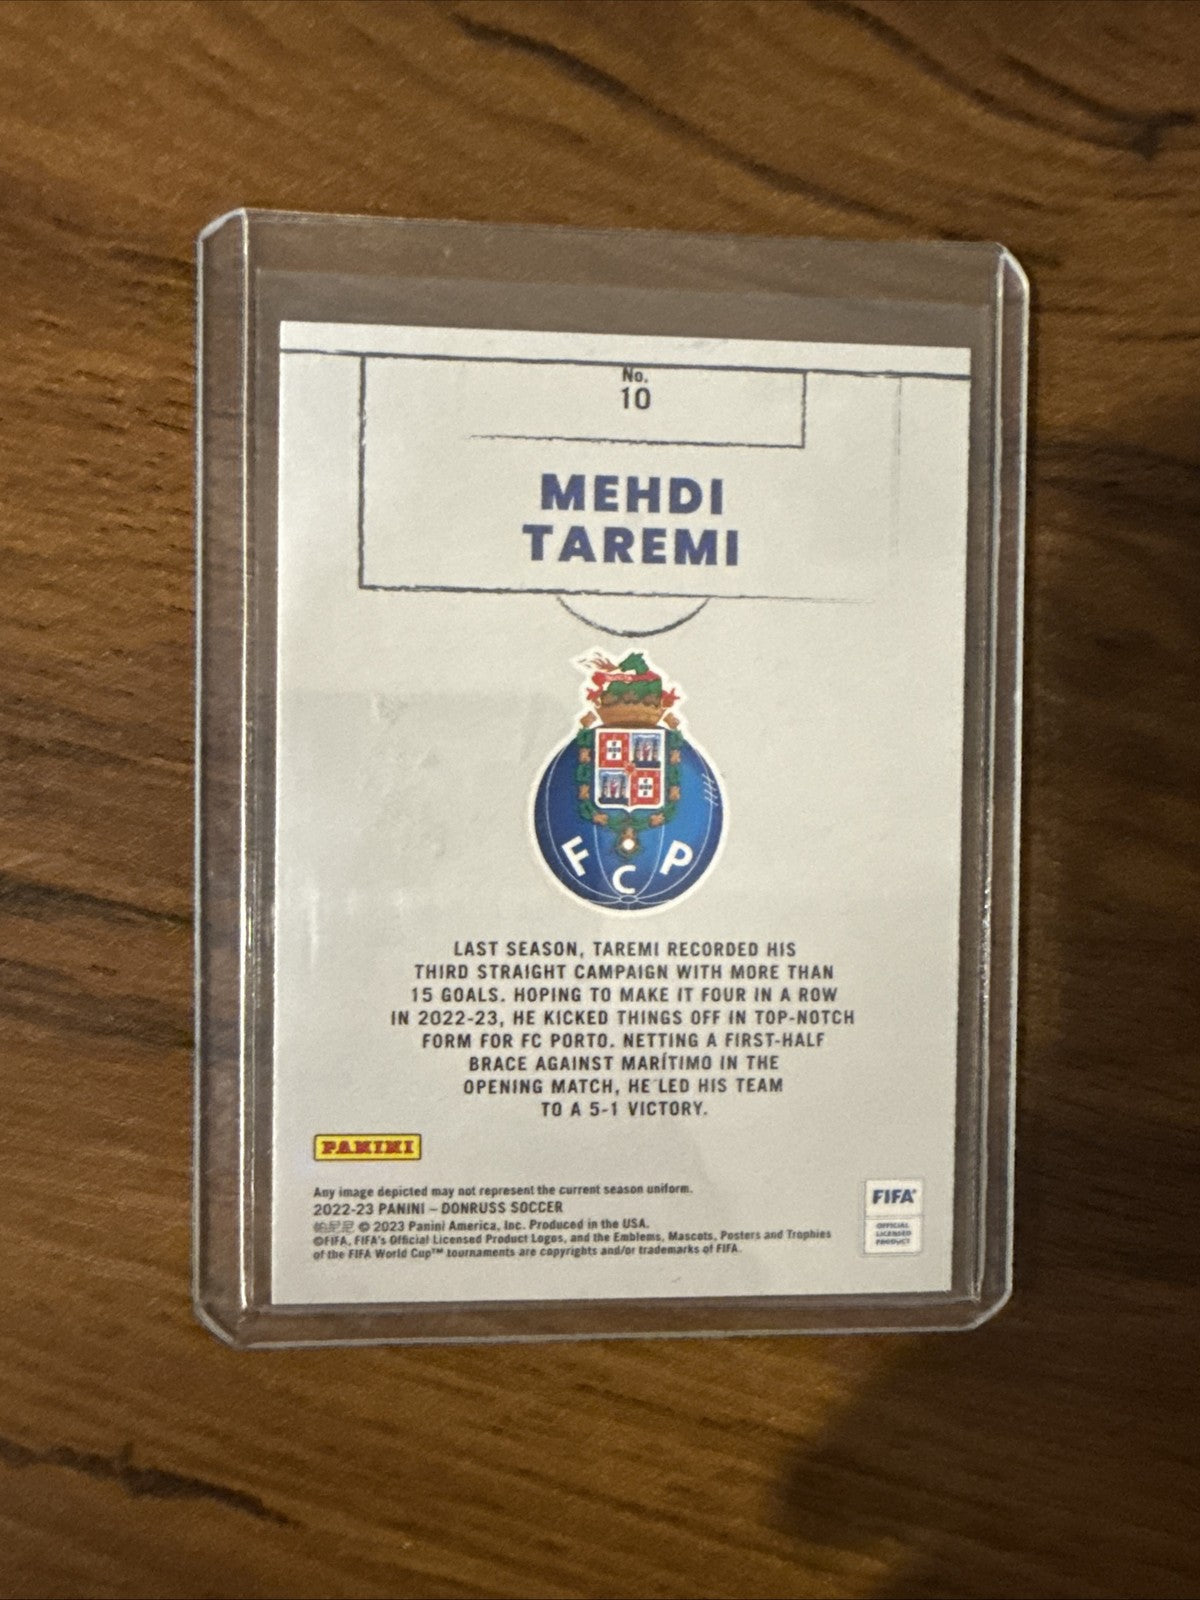 No.
10
MEHDI
TAREMI
F C P
LAST SEASON, TAREMI RECORDED HIS
THIRD STRAIGHT CAMPAIGN WITH MORE THAN
15 GOALS. HOPING TO MAKE IT FOUR IN A ROW
IN 2022-23, HE KICKED THINGS OFF IN TOP-NOTCH
FORM FOR FC PORTO. NETTING A FIRST-HALF
BRACE AGAINST MARÍTIMO IN THE
OPENING MATCH, HE LED HIS TEAM
TO A 5-1 VICTORY.
PANINI
Any image depicted may not represent the current season uniform.
2022-23 PANINI – DONRUSS SOCCER
© 2023 Panini America, Inc. Produced in the USA.
©FIFA, FIFA's Official Licensed Product Logos, and the Emblems, Mascots, Posters and Trophies
of the FIFA World Cup™ tournaments are copyrights and/or trademarks of FIFA.
FIFA®
OFFICIAL
LICENSED
PRODUCT